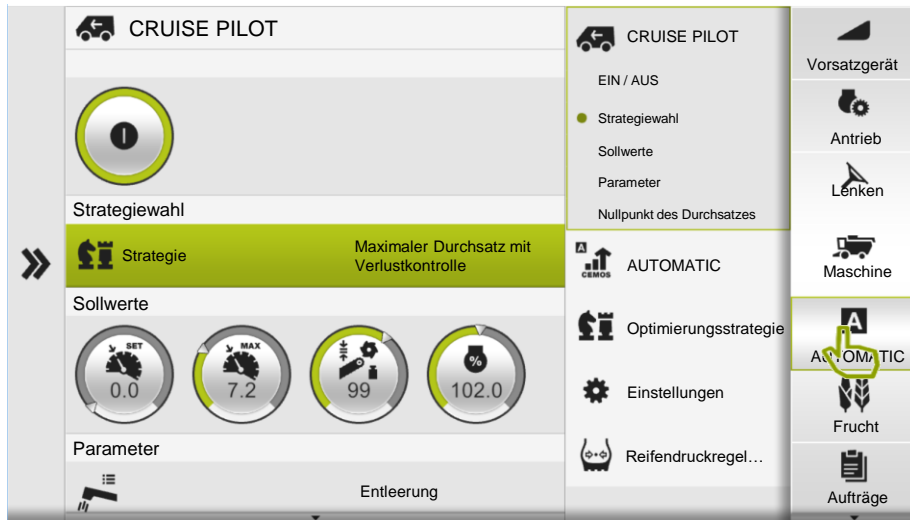 CRUISE PILOT
Strategiewahl
Strategie
Maximaler Durchsatz mit
Verlustkontrolle
Sollwerte
SET
0.0
MAX
7.2
99
%
102.0
Parameter
Entleerung
CRUISE PILOT
EIN / AUS
Strategiewahl
Sollwerte
Parameter
Nullpunkt des Durchsatzes
A
CEMOS
AUTOMATIC
Optimierungsstrategie
Einstellungen
Reifendruckregel...
Vorsatzgerät
Antrieb
Lenken
Maschine
A
AUTOMATIC
Frucht
Aufträge